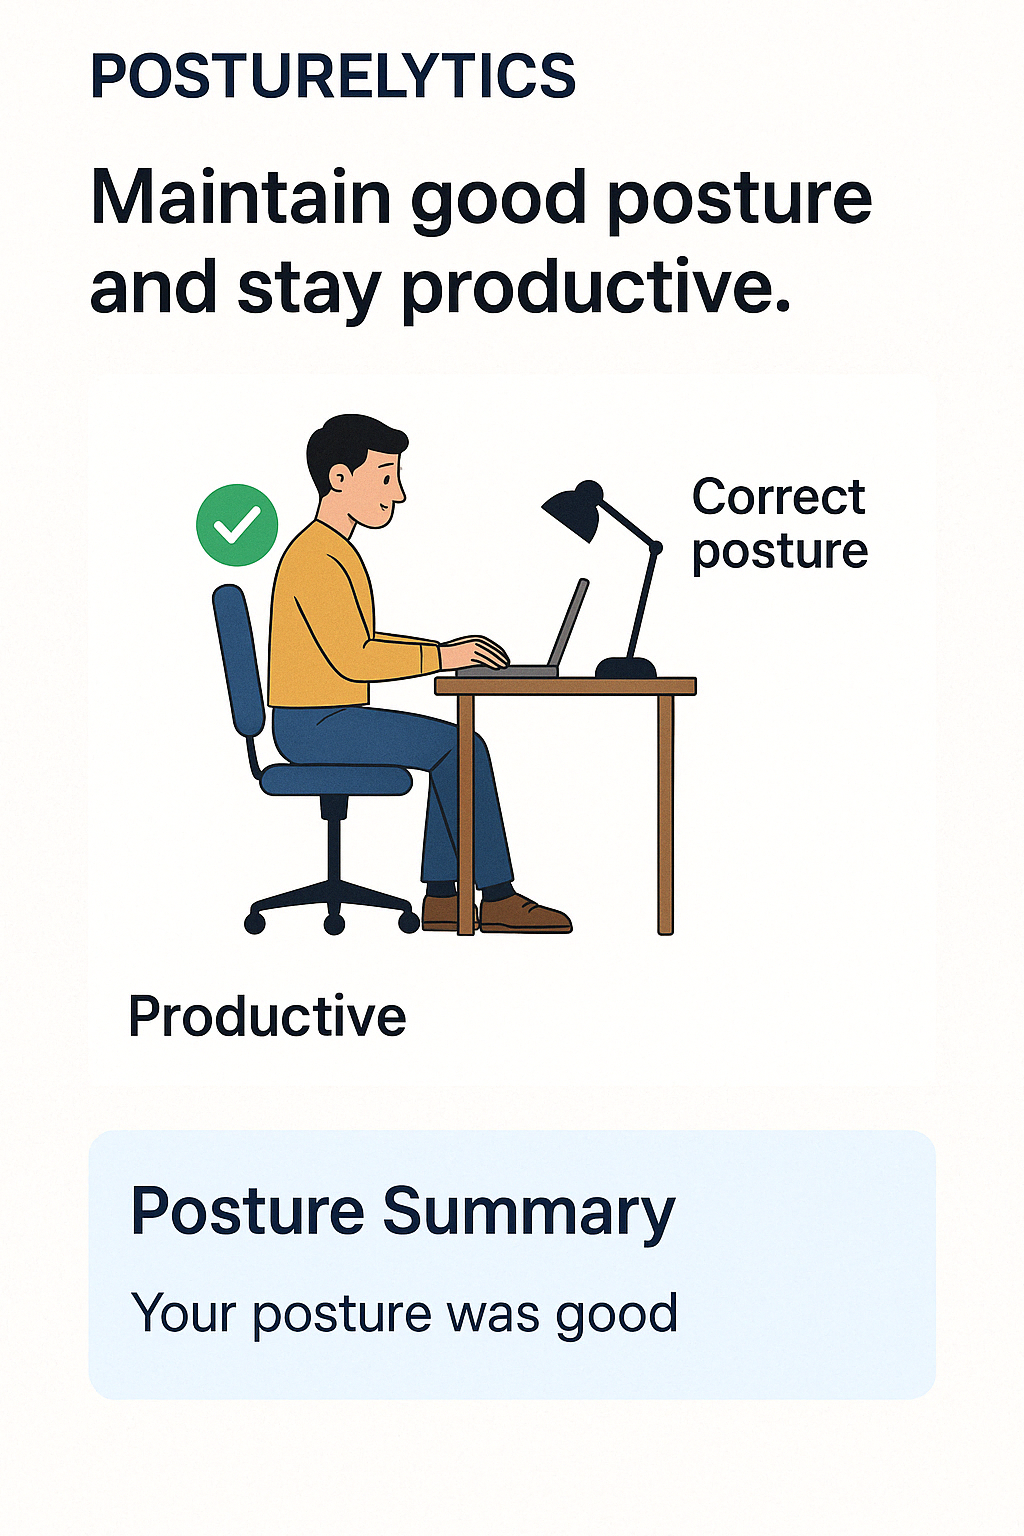 POSTURELYTICS
Maintain good posture
and stay productive.
Correct
posture
Productive
Posture Summary
Your posture was good